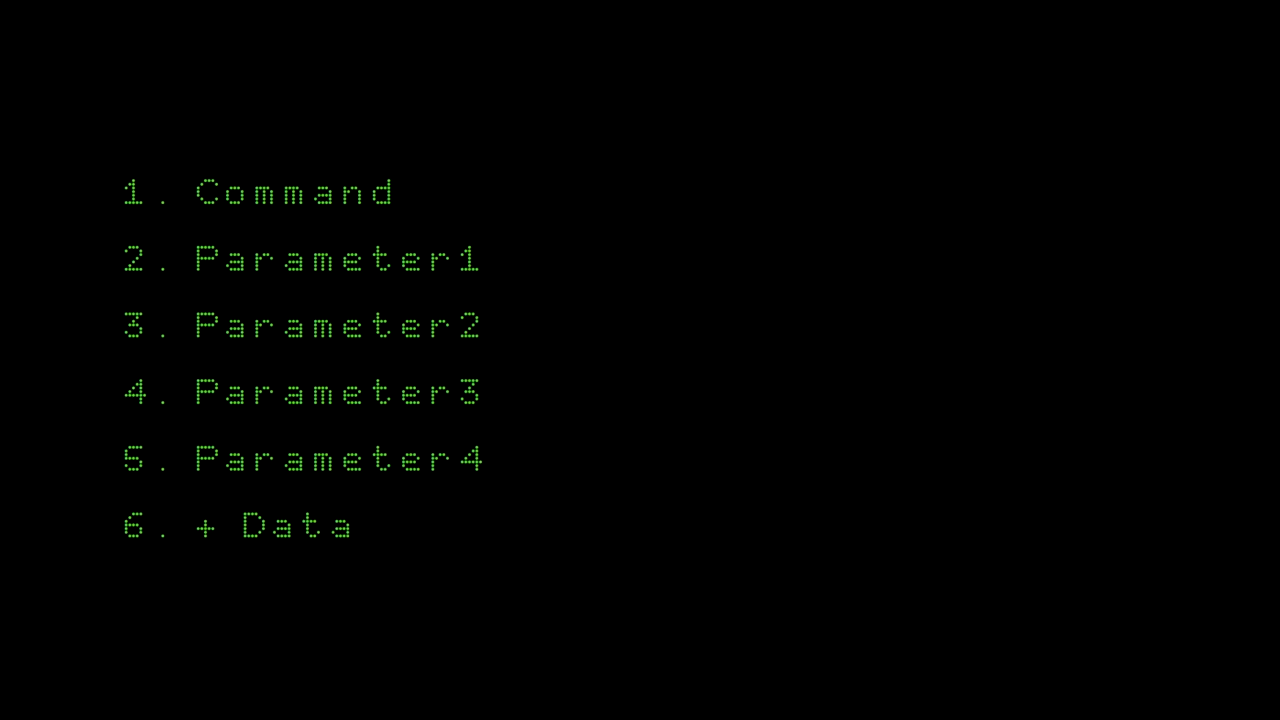 1. Command
2. Parameter1
3. Parameter2
4. Parameter3
5. Parameter4
6. + Data